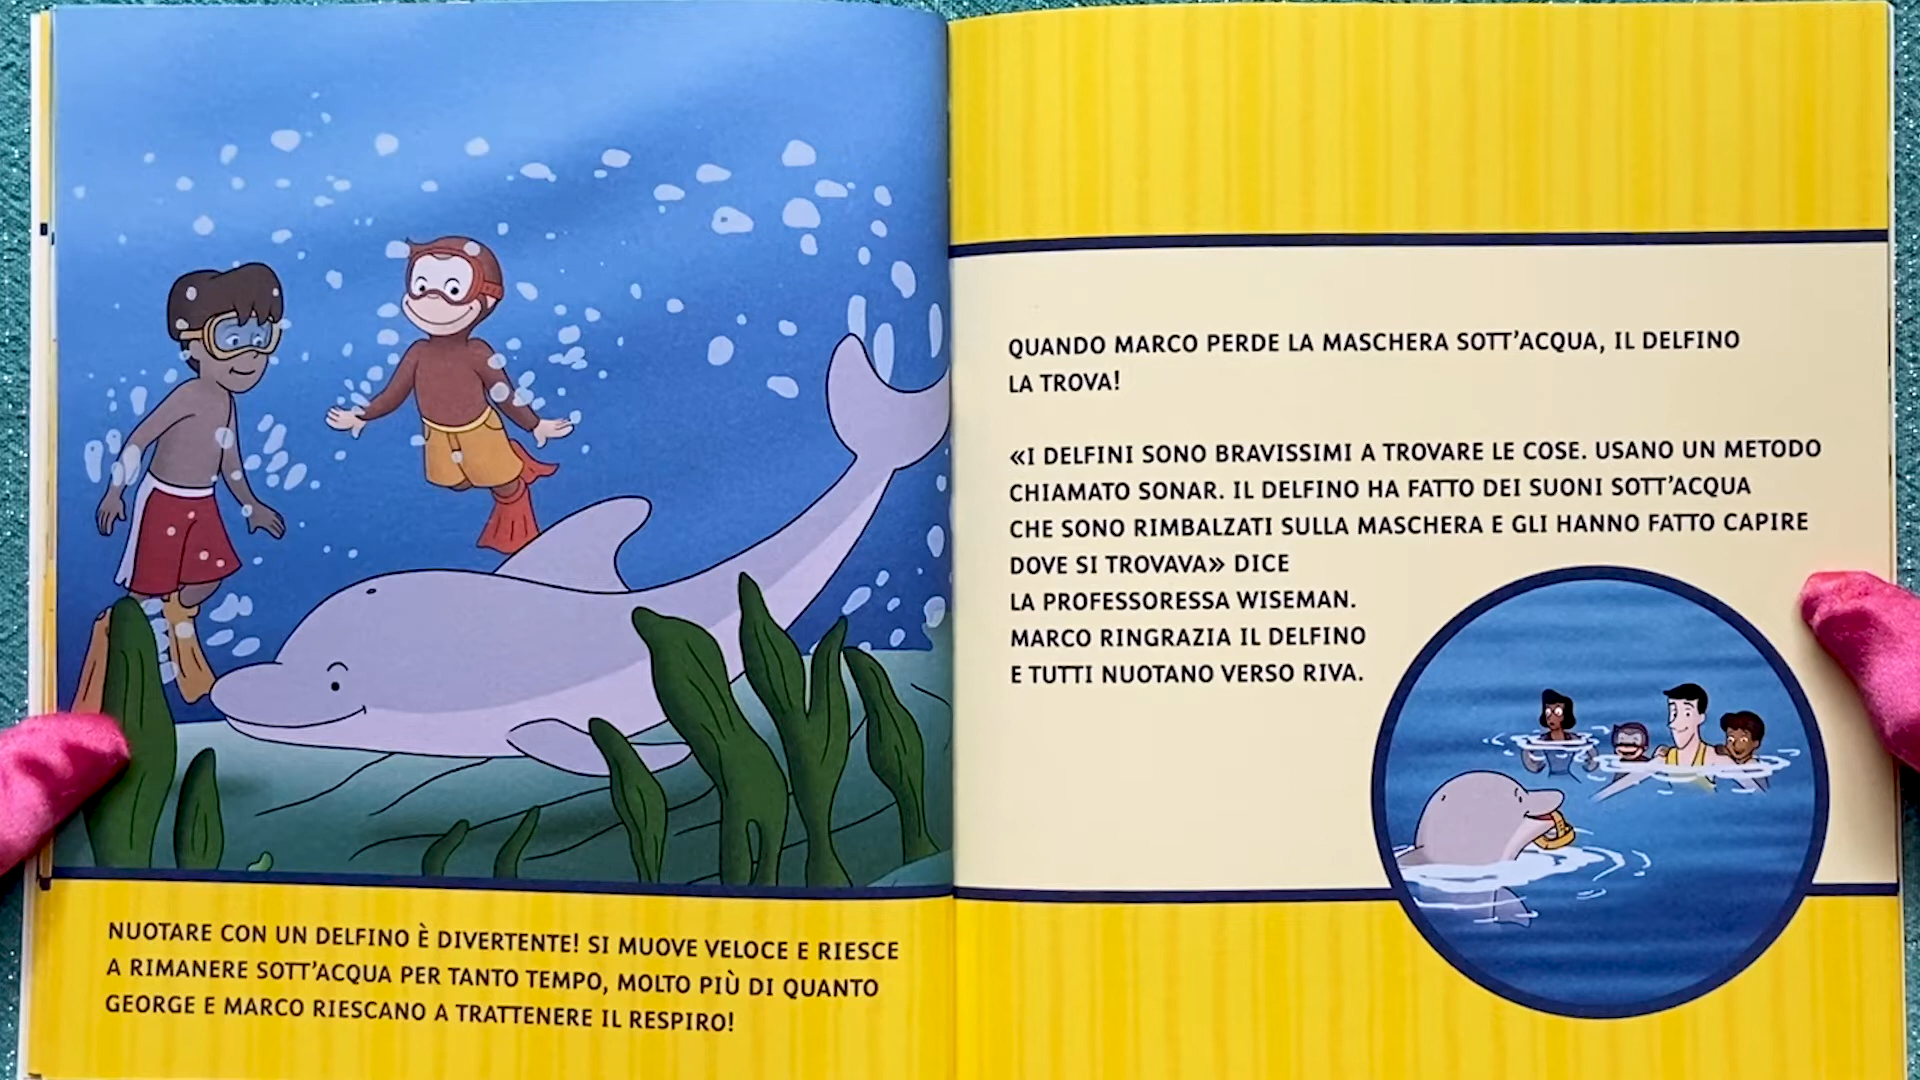 NUOTARE CON UN DELFINO È DIVERTENTE! SI MUOVE VELOCE E RIESCE
A RIMANERE SOTT'ACQUA PER TANTO TEMPO, MOLTO PIÙ DI QUANTO
GEORGE E MARCO RIESCANO A TRATTENERE IL RESPIRO!
QUANDO MARCO PERDE LA MASCHERA SOTT'ACQUA, IL DELFINO
LA TROVA!
«I DELFINI SONO BRAVISSIMI A TROVARE LE COSE. USANO UN METODO
CHIAMATO SONAR. IL DELFINO HA FATTO DEI SUONI SOTT'ACQUA
CHE SONO RIMBALZATI SULLA MASCHERA E GLI HANNO FATTO CAPIRE
DOVE SI TROVAVA» DICE
LA PROFESSORESSA WISEMAN.
MARCO RINGRAZIA IL DELFINO
E TUTTI NUOTANO VERSO RIVA.